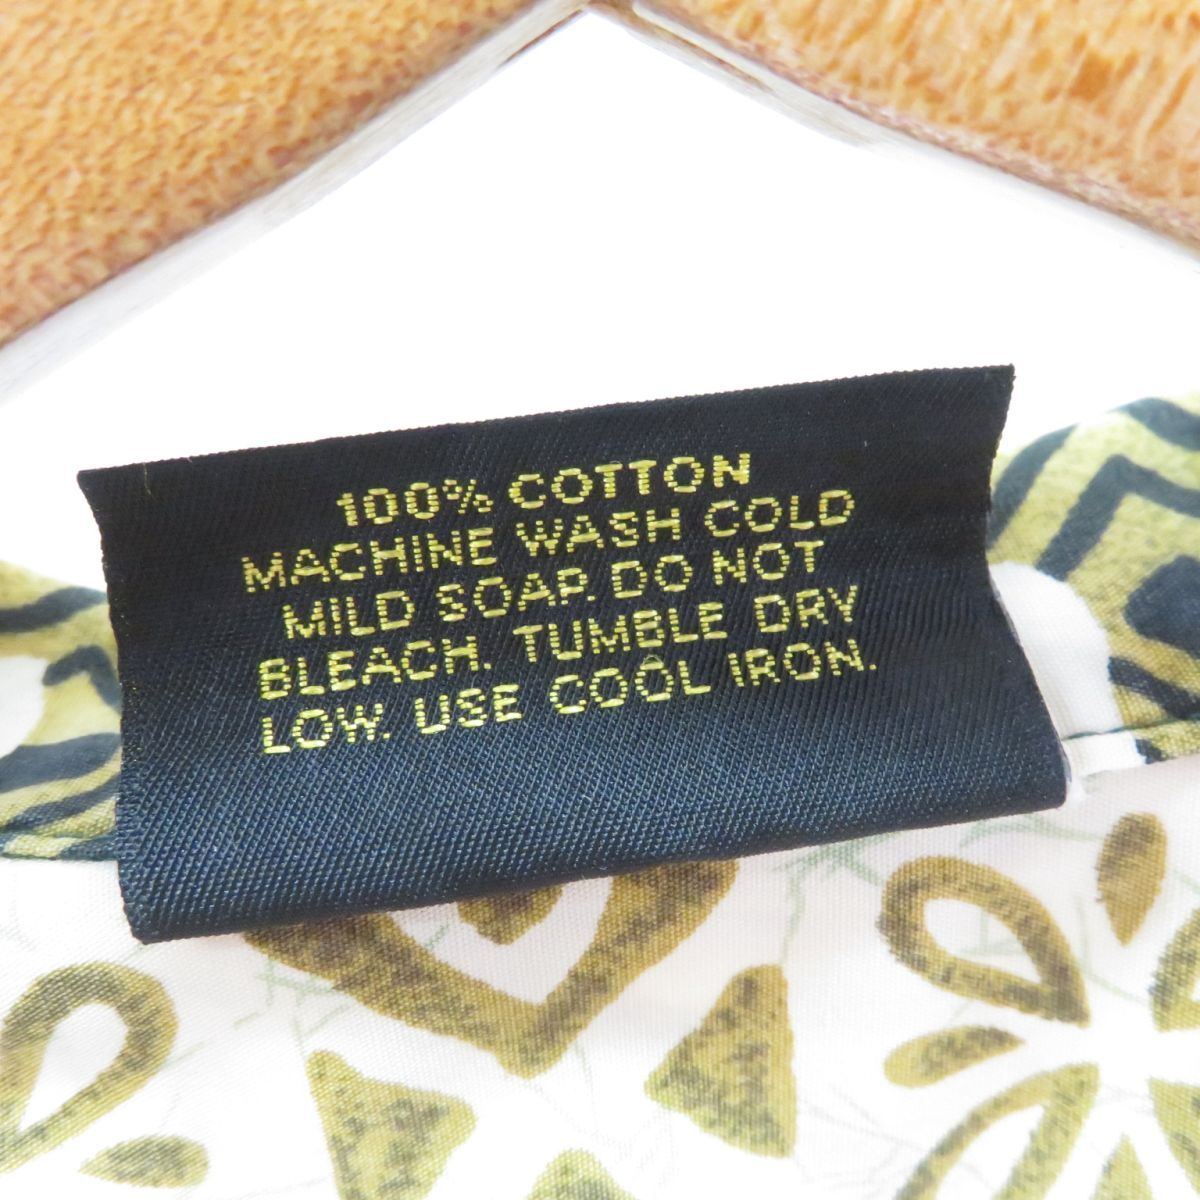 100% COTTON
MACHINE WASH COLD
MILD SOAP. DO NOT
BLEACH. TUMBLE DRY
LOW. USE COOL IRON.